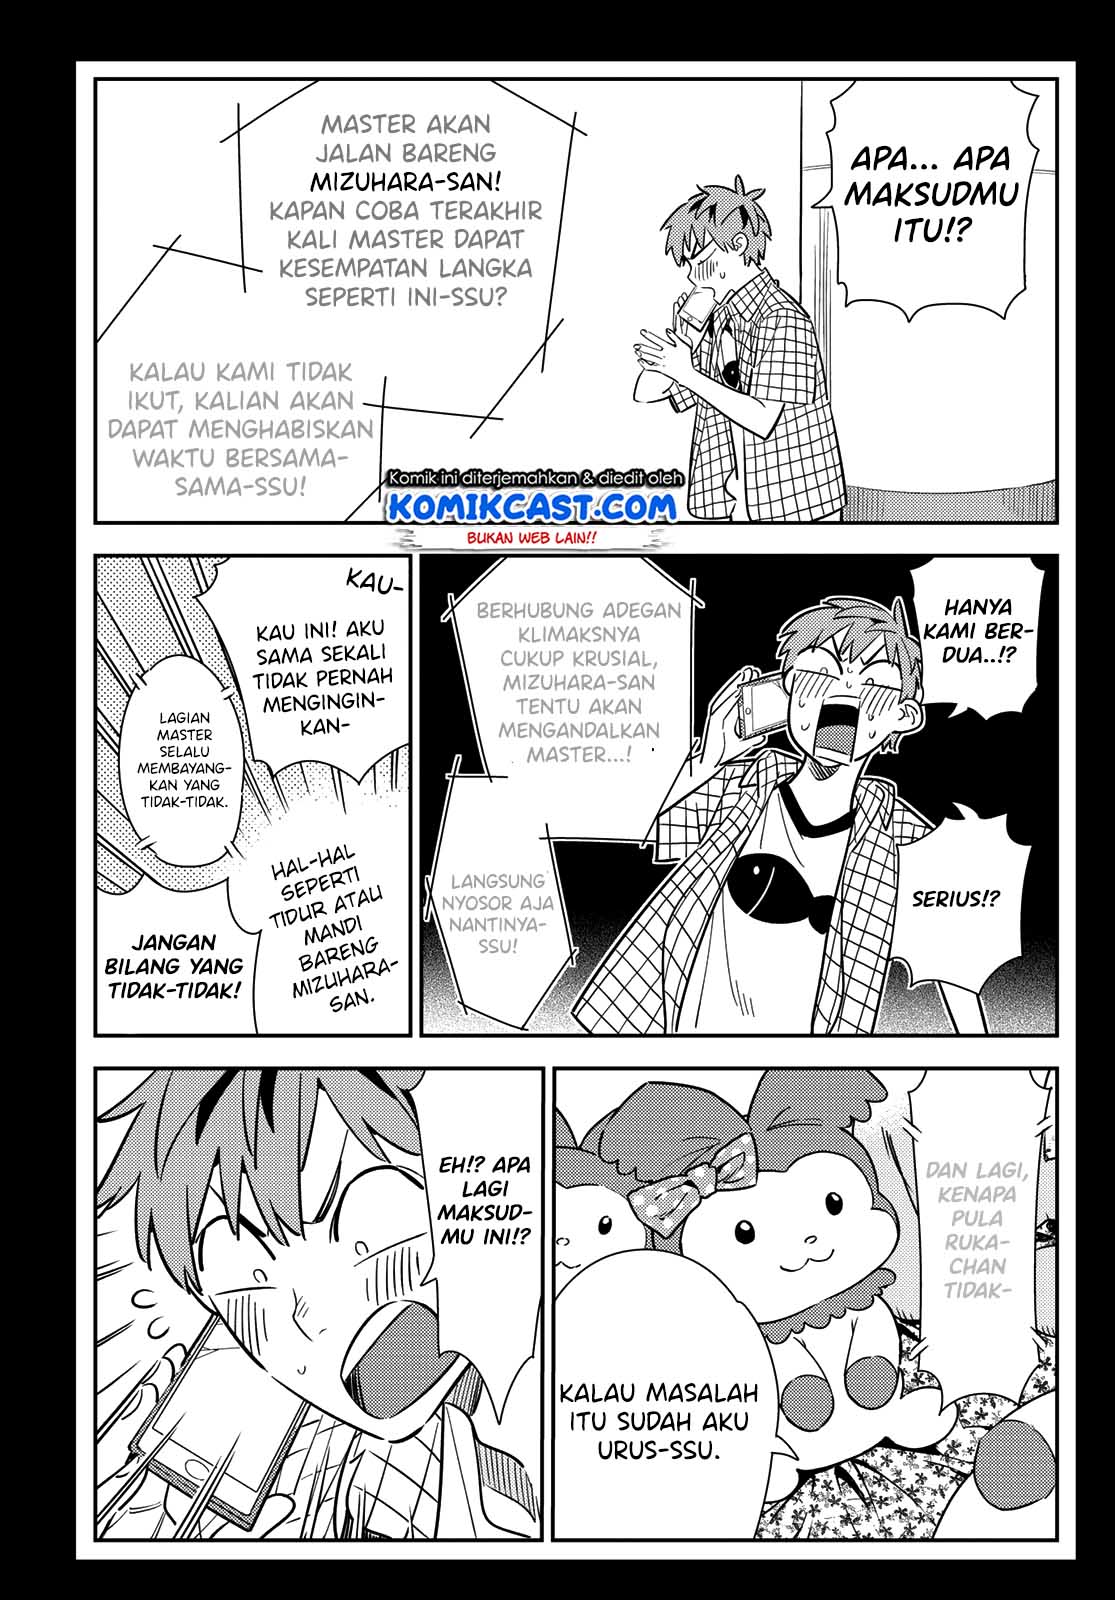 APA... APA
MAKSUDMU
ITU!?
MASTER AKAN
JALAN BARENG
MIZUHARA-SAN!
KAPAN COBA TERAKHIR
KALI MASTER DAPAT
KESEMPATAN LANGKA
SEPERTI INI-SSU?
KALAU KAMI TIDAK
IKUT, KALIAN AKAN
DAPAT MENGHABISKAN
WAKTU BERSAMA-
SAMA-SSU!
Komik ini diterjemahkan & diedit oleh
KOMIKCAST.COM
BUKAN WEB LAIN!!
HANYA
KAMI BER-
DUA..!?
BERHUBUNG ADEGAN
KLIMAKSNYA
CUKUP KRUSIAL,
MIZUHARA-SAN
TENTU AKAN
MENGANDALKAN
MASTER...!
SERIUS!?
LANGSUNG
NYOSOR AJA
NANTINYA-
SSU!
KAU-
KAU INI! AKU
SAMA SEKALI
TIDAK PERNAH
MENGINGIN-
KAN-
LAGIAN
MASTER
SELALU
MEMBAYANG-
KAN YANG
TIDAK-TIDAK.
HAL-HAL
SEPERTI
TIDUR ATAU
MANDI
BARENG
MIZUHARA-
SAN.
JANGAN
BILANG YANG
TIDAK-TIDAK!
DAN LAGI,
KENAPA
PULA
RUKA-
CHAN
TIDAK-
KALAU MASALAH
ITU SUDAH AKU
URUS-SSU.
EH!? APA
LAGI
MAKSUD-
MU INI!?